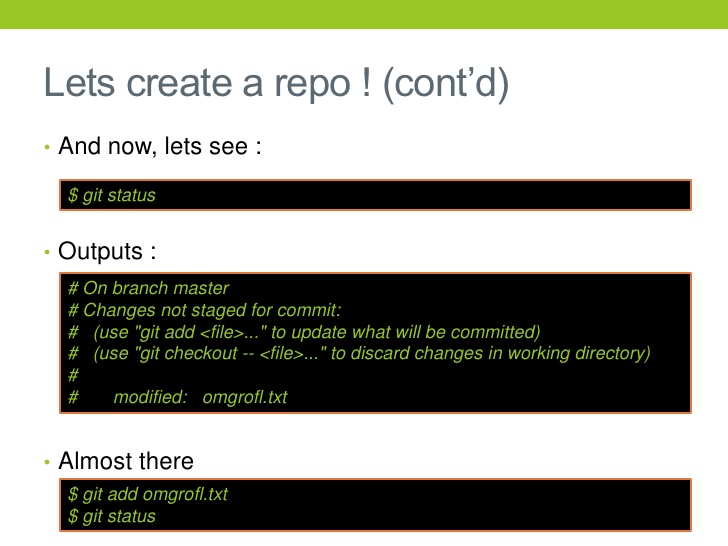 Lets create a repo ! (cont’d)
• And now, lets see :
$ git status
• Outputs :
# On branch master
# Changes not staged for commit:
#   (use "git add <file>..." to update what will be committed)
#   (use "git checkout -- <file>..." to discard changes in working directory)
#
#       modified:   omgrofl.txt
• Almost there
$ git add omgrofl.txt
$ git status